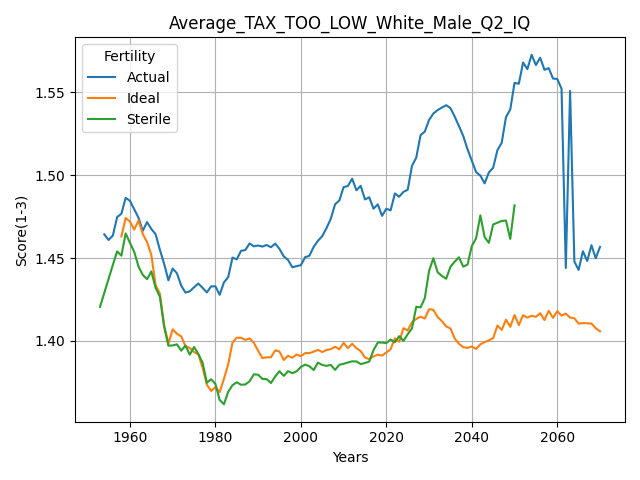 Average_TAX_TOO_LOW_White_Male_Q2_IQ
Fertility
Actual
Ideal
Sterile
Score(1-3)
1.55
1.50
1.45
1.40
1960
1980
2000
2020
2040
2060
Years